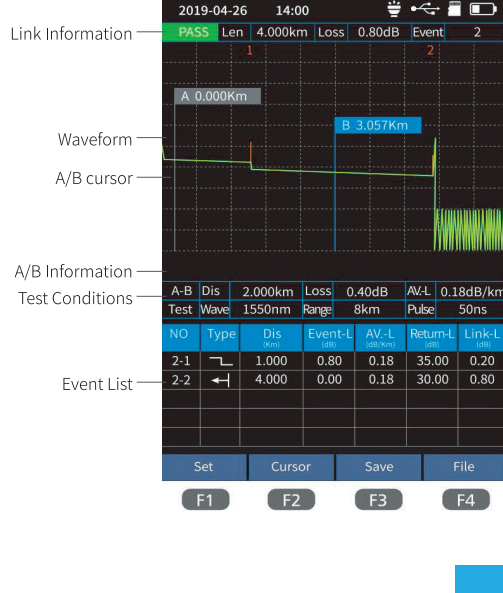 2019-04-26 14:00
Link Information PASS Len 4.000km Loss 0.80dB Event 2
1 2
A 0.000Km
B 3.057Km
Waveform
A/B cursor
A/B Information
A-B Dis 2.000km Loss 0.40dB AV.-L 0.18dB/km
Test Conditions
Test Wave 1550nm Range 8km Pulse 50ns
NO Type Dis Event-L AV.-L Return-L Link-L
(Km) (dB) (dB/Km) (dB) (dB)
2-1 1.000 0.80 0.18 35.00 0.20
Event List 2-2 4.000 0.00 0.18 30.00 0.80
Set Cursor Save File
F1 F2 F3 F4